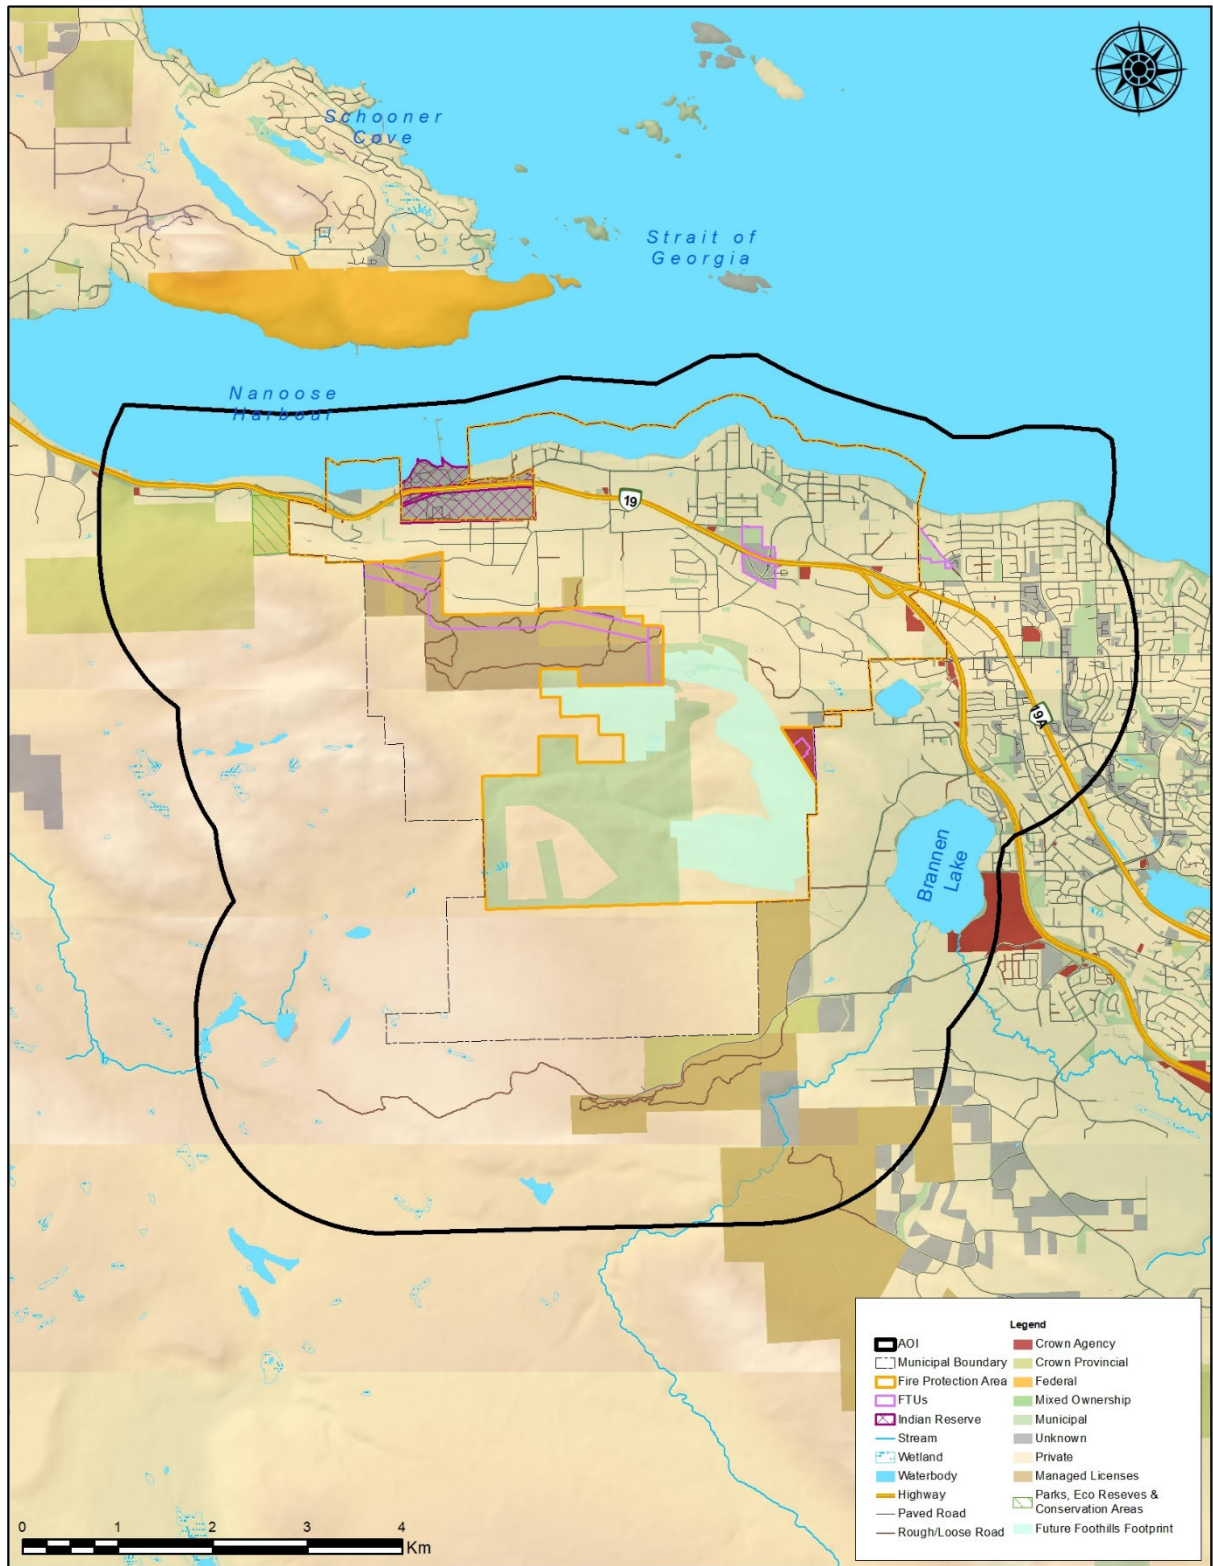 Schooner
Cove
Strait of
Georgia
Nanoose
Harbour
19
19A
Brannen
Lake
Legend
AOI
Municipal Boundary
Fire Protection Area
FTUs
Indian Reserve
Stream
Wetland
Waterbody
Highway
Paved Road
Rough/Loose Road
Crown Agency
Crown Provincial
Federal
Mixed Ownership
Municipal
Unknown
Private
Managed Licenses
Parks, Eco Reseves &
Conservation Areas
Future Foothills Footprint
0 1 2 3 4
Km